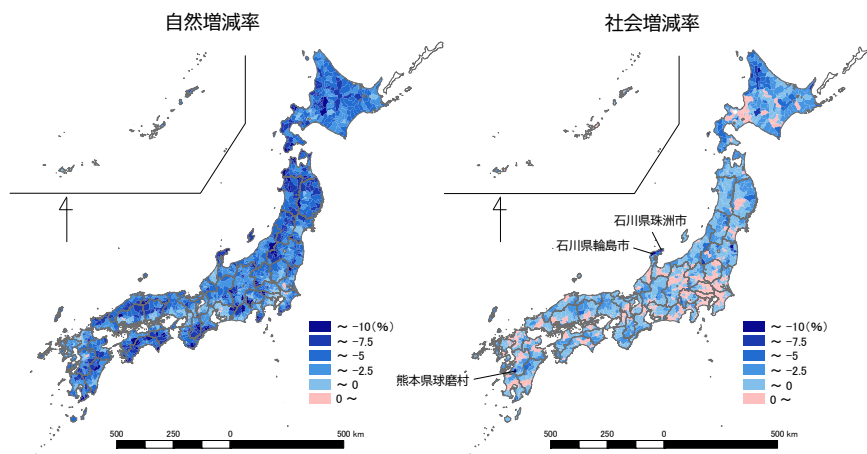 自然増減率
社会増減率
石川県珠洲市
石川県輪島市
熊本県球磨村
～ -10(%)
～ -7.5
～ -5
～ -2.5
～ 0
0 ～
～ -10(%)
～ -7.5
～ -5
～ -2.5
～ 0
0 ～
500 250 0 500 km
500 250 0 500 km